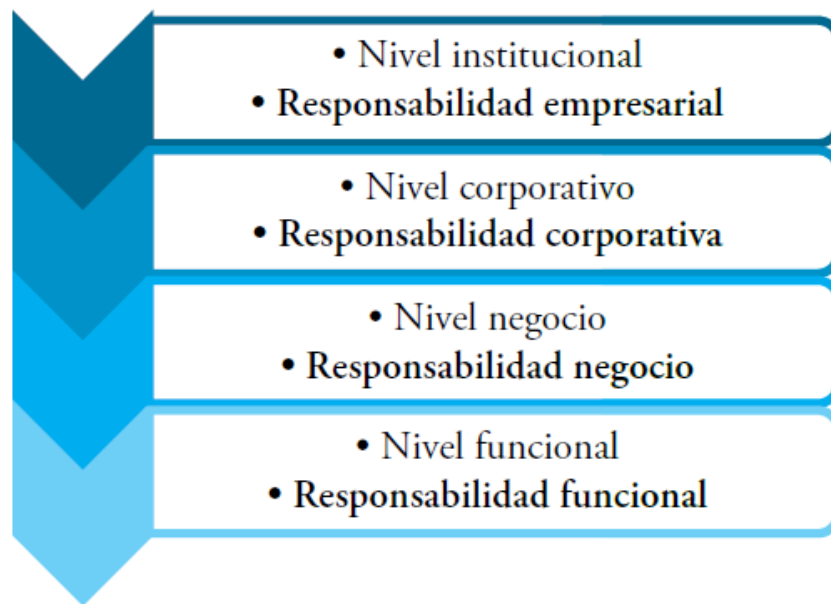 • Nivel institucional
• Responsabilidad empresarial
• Nivel corporativo
• Responsabilidad corporativa
• Nivel negocio
• Responsabilidad negocio
• Nivel funcional
• Responsabilidad funcional